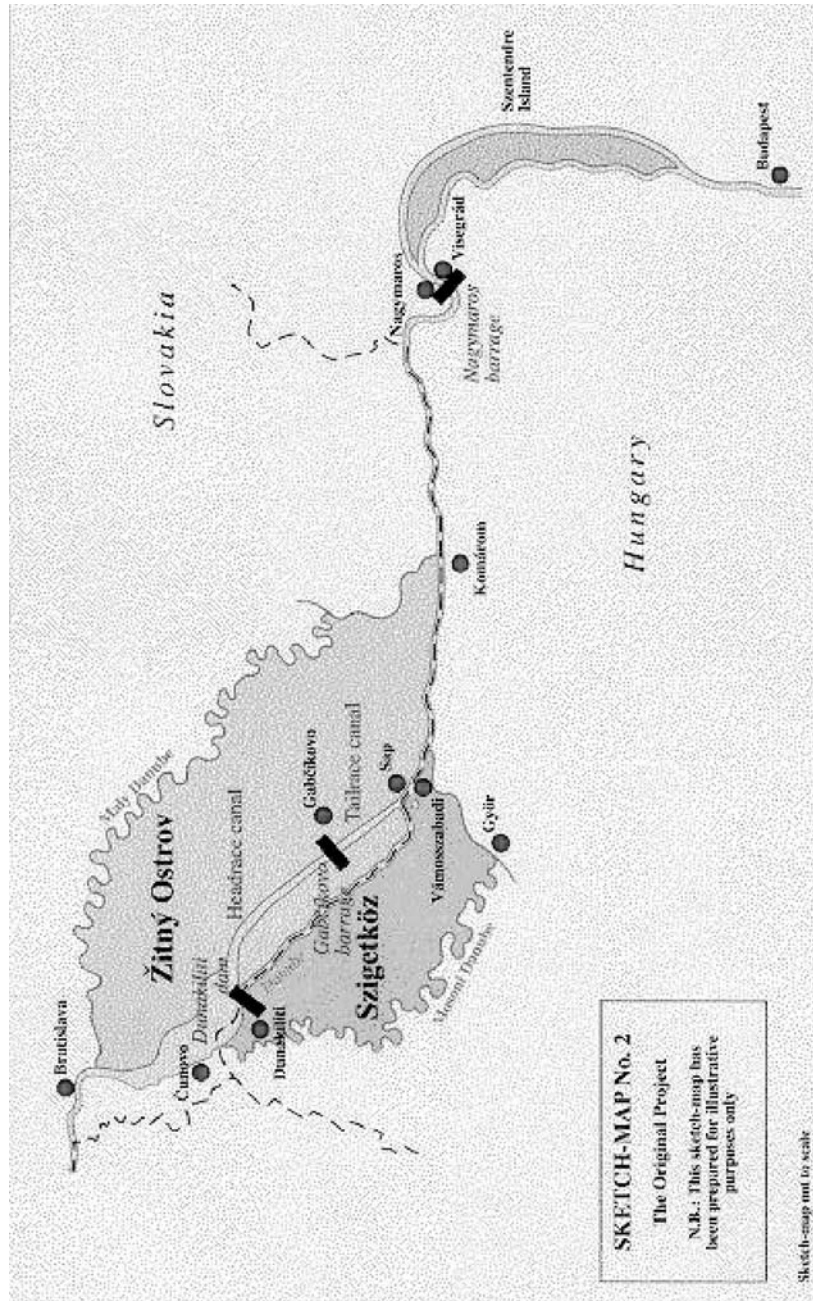 Slovakia
Hungary
Bratislava
Čunovo
Dunakiliti
Dunakiliti
dam
Žitný Ostrov
Szigetköz
Maly Danube
Headrace canal
Gabčíkovo
Gabčíkovo
barrage
Tailrace canal
Danube
Sap
Vámosszabadi
Győr
Mosoni Danube
Komárom
Nagymaros
Visegrád
Nagymaros
barrage
Szentendre
Island
Budapest
SKETCH-MAP No. 2
The Original Project
N.B.: This sketch-map has
been prepared for illustrative
purposes only
Sketch-map not to scale